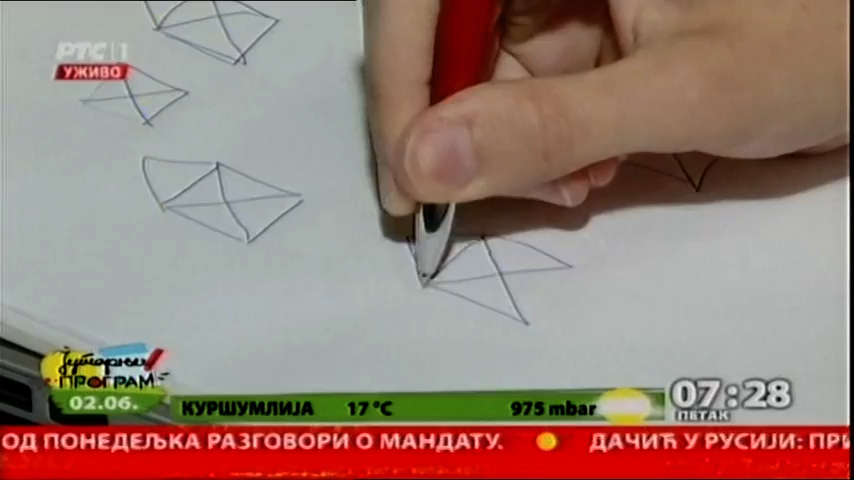 РТС 1
УЖИВО
Јутарњи
ПРОГРАМ
02.06.
КУРШУМЛИЈА 17 °C 975 mbar
07:28
ПЕТАК
ОД ПОНЕДЕЉКА РАЗГОВОРИ О МАНДАТУ. ДАЧИЋ У РУСИЈИ: ПРИ